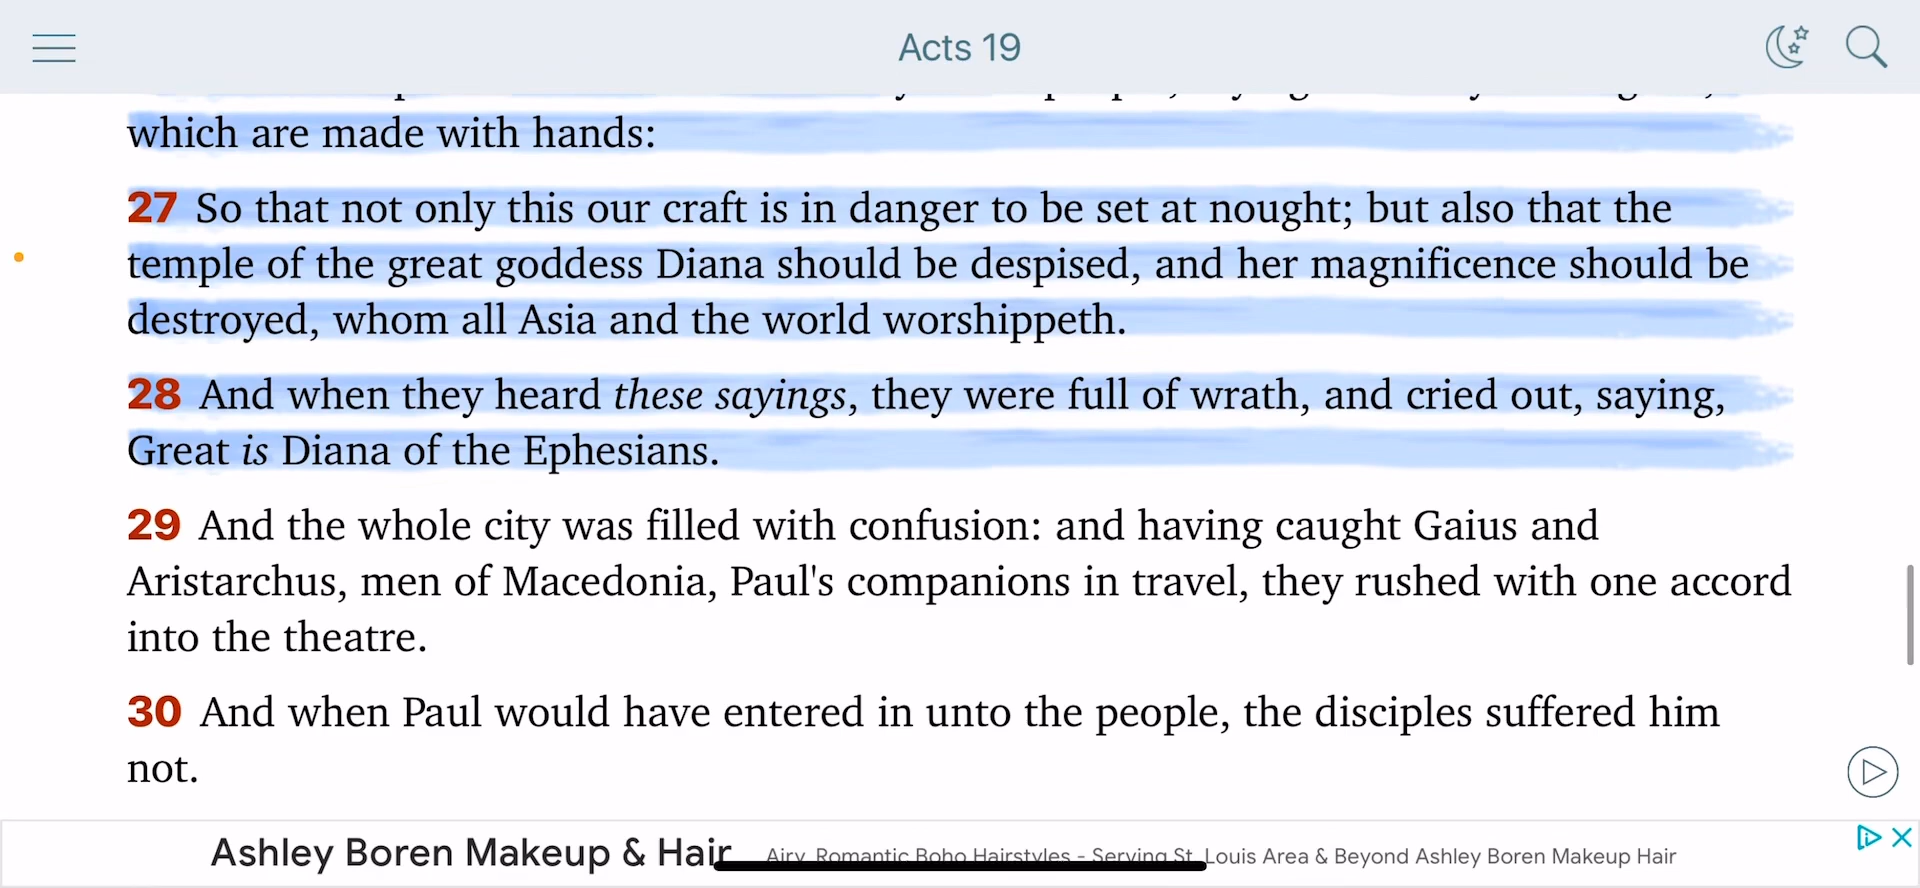 Acts 19
which are made with hands:
27 So that not only this our craft is in danger to be set at nought; but also that the
temple of the great goddess Diana should be despised, and her magnificence should be
destroyed, whom all Asia and the world worshippeth.
28 And when they heard these sayings, they were full of wrath, and cried out, saying,
Great is Diana of the Ephesians.
29 And the whole city was filled with confusion: and having caught Gaius and
Aristarchus, men of Macedonia, Paul's companions in travel, they rushed with one accord
into the theatre.
30 And when Paul would have entered in unto the people, the disciples suffered him
not.
Ashley Boren Makeup & Hair
Airy, Romantic Boho Hairstyles - Serving St. Louis Area & Beyond Ashley Boren Makeup Hair